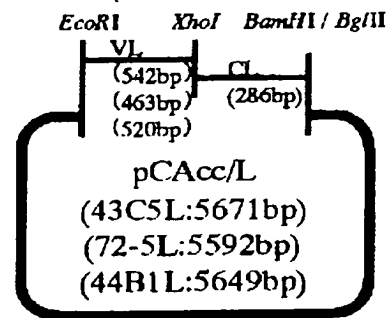 EcoRI XhoI BamHI / BglII
VL CL
(542bp) (286bp)
(463bp)
(520bp)
pCAcc/L
(43C5L:5671bp)
(72-5L:5592bp)
(44B1L:5649bp)